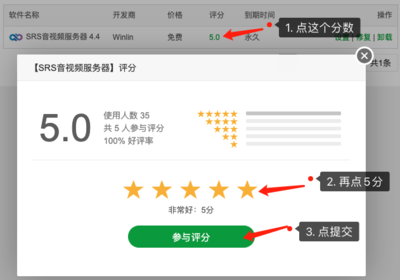 软件名称 开发商 价格 评分 到期时间 操作
SRS音视频服务器 4.4 Winlin 免费 5.0 永久 设置 | 修复 | 卸载
1. 点这个分数
共1条
【SRS音视频服务器】评分
5.0
使用人数 35
共 5 人参与评分
100% 好评率
2. 再点5分
非常好：5分
3. 点提交
参与评分